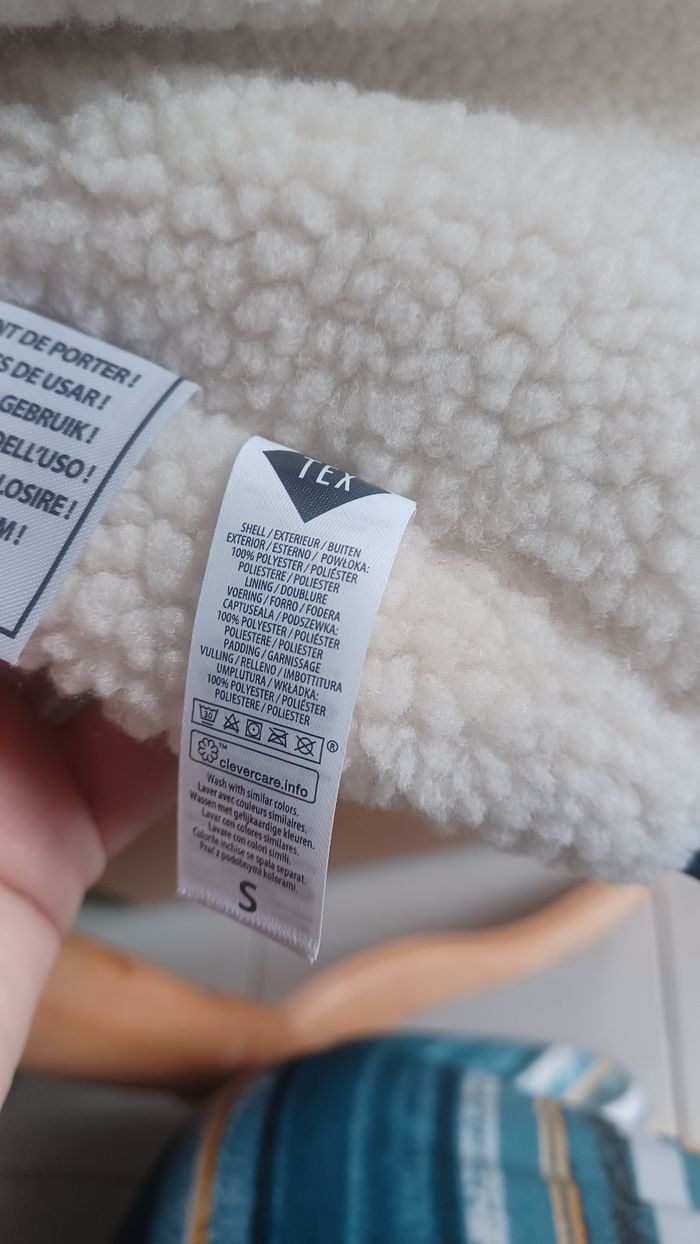 NT DE PORTER !
S DE USAR !
GEBRUIK !
DELL'USO !
LOSIRE !
M !
TEX
SHELL / EXTERIEUR / BUITEN
EXTERIOR / ESTERNO / POWŁOKA:
100% POLYESTER / POLIÉSTER
POLIESTERE / POLIESTER
LINING / DOUBLURE
VOERING / FORRO / FODERA
CAPTUSEALA / PODSZEWKA:
100% POLYESTER / POLIÉSTER
POLIESTERE / POLIESTER
PADDING / GARNISSAGE
VULLING / RELLENO / IMBOTTITURA
UMPLUTURA / WKŁADKA:
100% POLYESTER / POLIÉSTER
POLIESTERE / POLIESTER
30 ®
™
clevercare.info
Wash with similar colors.
Laver avec couleurs similaires.
Wassen met gelijkaardige kleuren.
Lavar con colores similares.
Lavare con colori simili.
Culorile inchise se spala separat.
Prać z podobnymi kolorami.
S